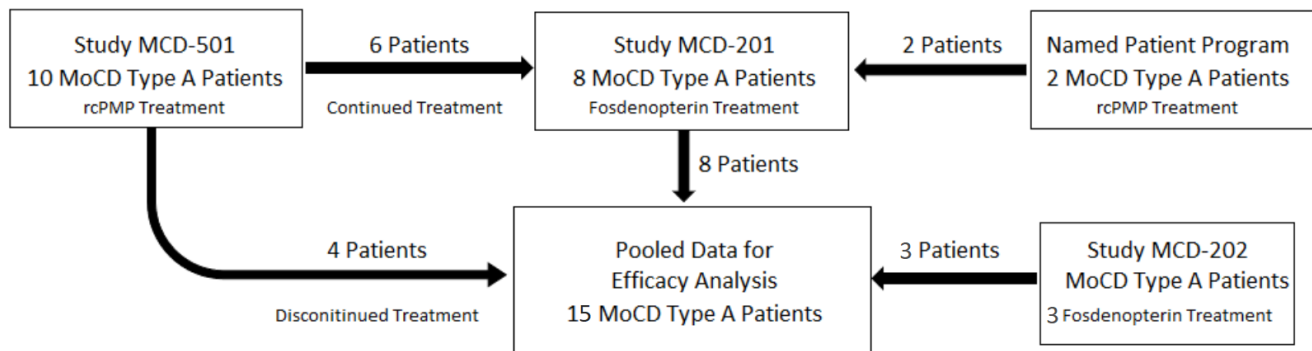 Study MCD-501
10 MoCD Type A Patients
rcPMP Treatment
6 Patients
Continued Treatment
Study MCD-201
8 MoCD Type A Patients
Fosdenopterin Treatment
2 Patients
Named Patient Program
2 MoCD Type A Patients
rcPMP Treatment
8 Patients
4 Patients
Disconitinued Treatment
Pooled Data for
Efficacy Analysis
15 MoCD Type A Patients
3 Patients
Study MCD-202
MoCD Type A Patients
3 Fosdenopterin Treatment